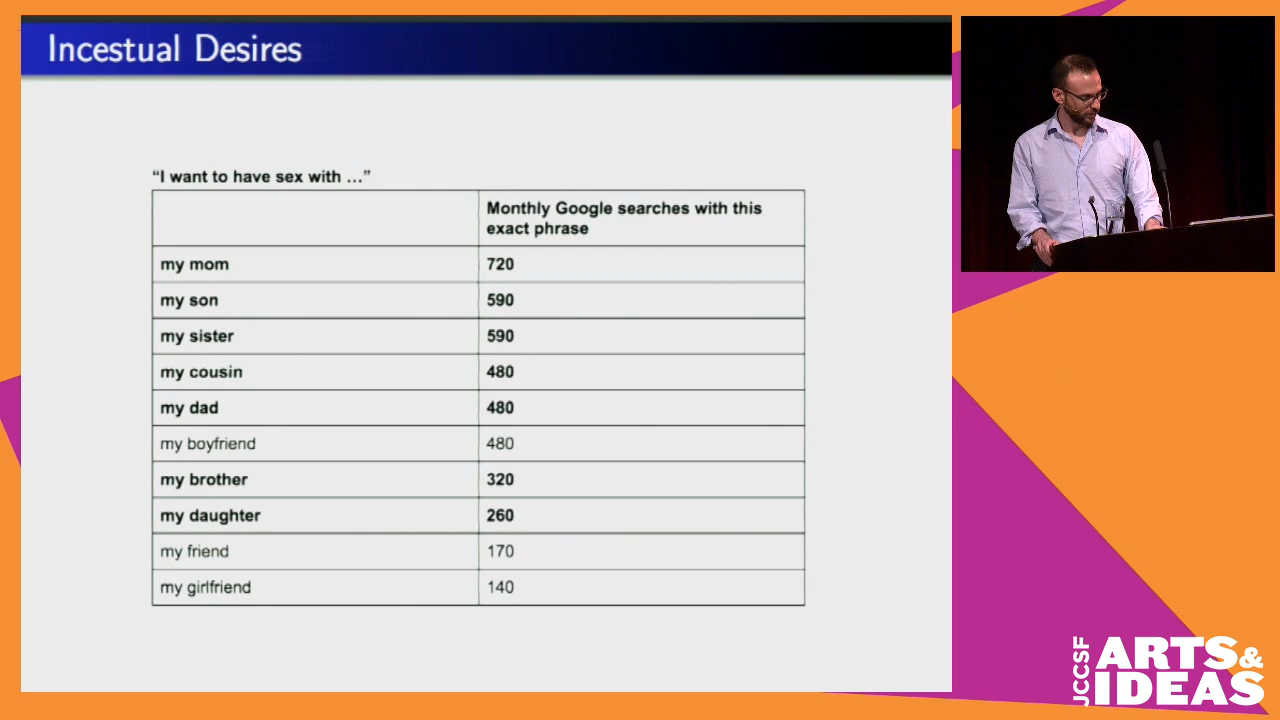 Incestual Desires
“I want to have sex with ...”
Monthly Google searches with this
exact phrase
my mom 720
my son 590
my sister 590
my cousin 480
my dad 480
my boyfriend 480
my brother 320
my daughter 260
my friend 170
my girlfriend 140
JCCSF
ARTS&
IDEAS